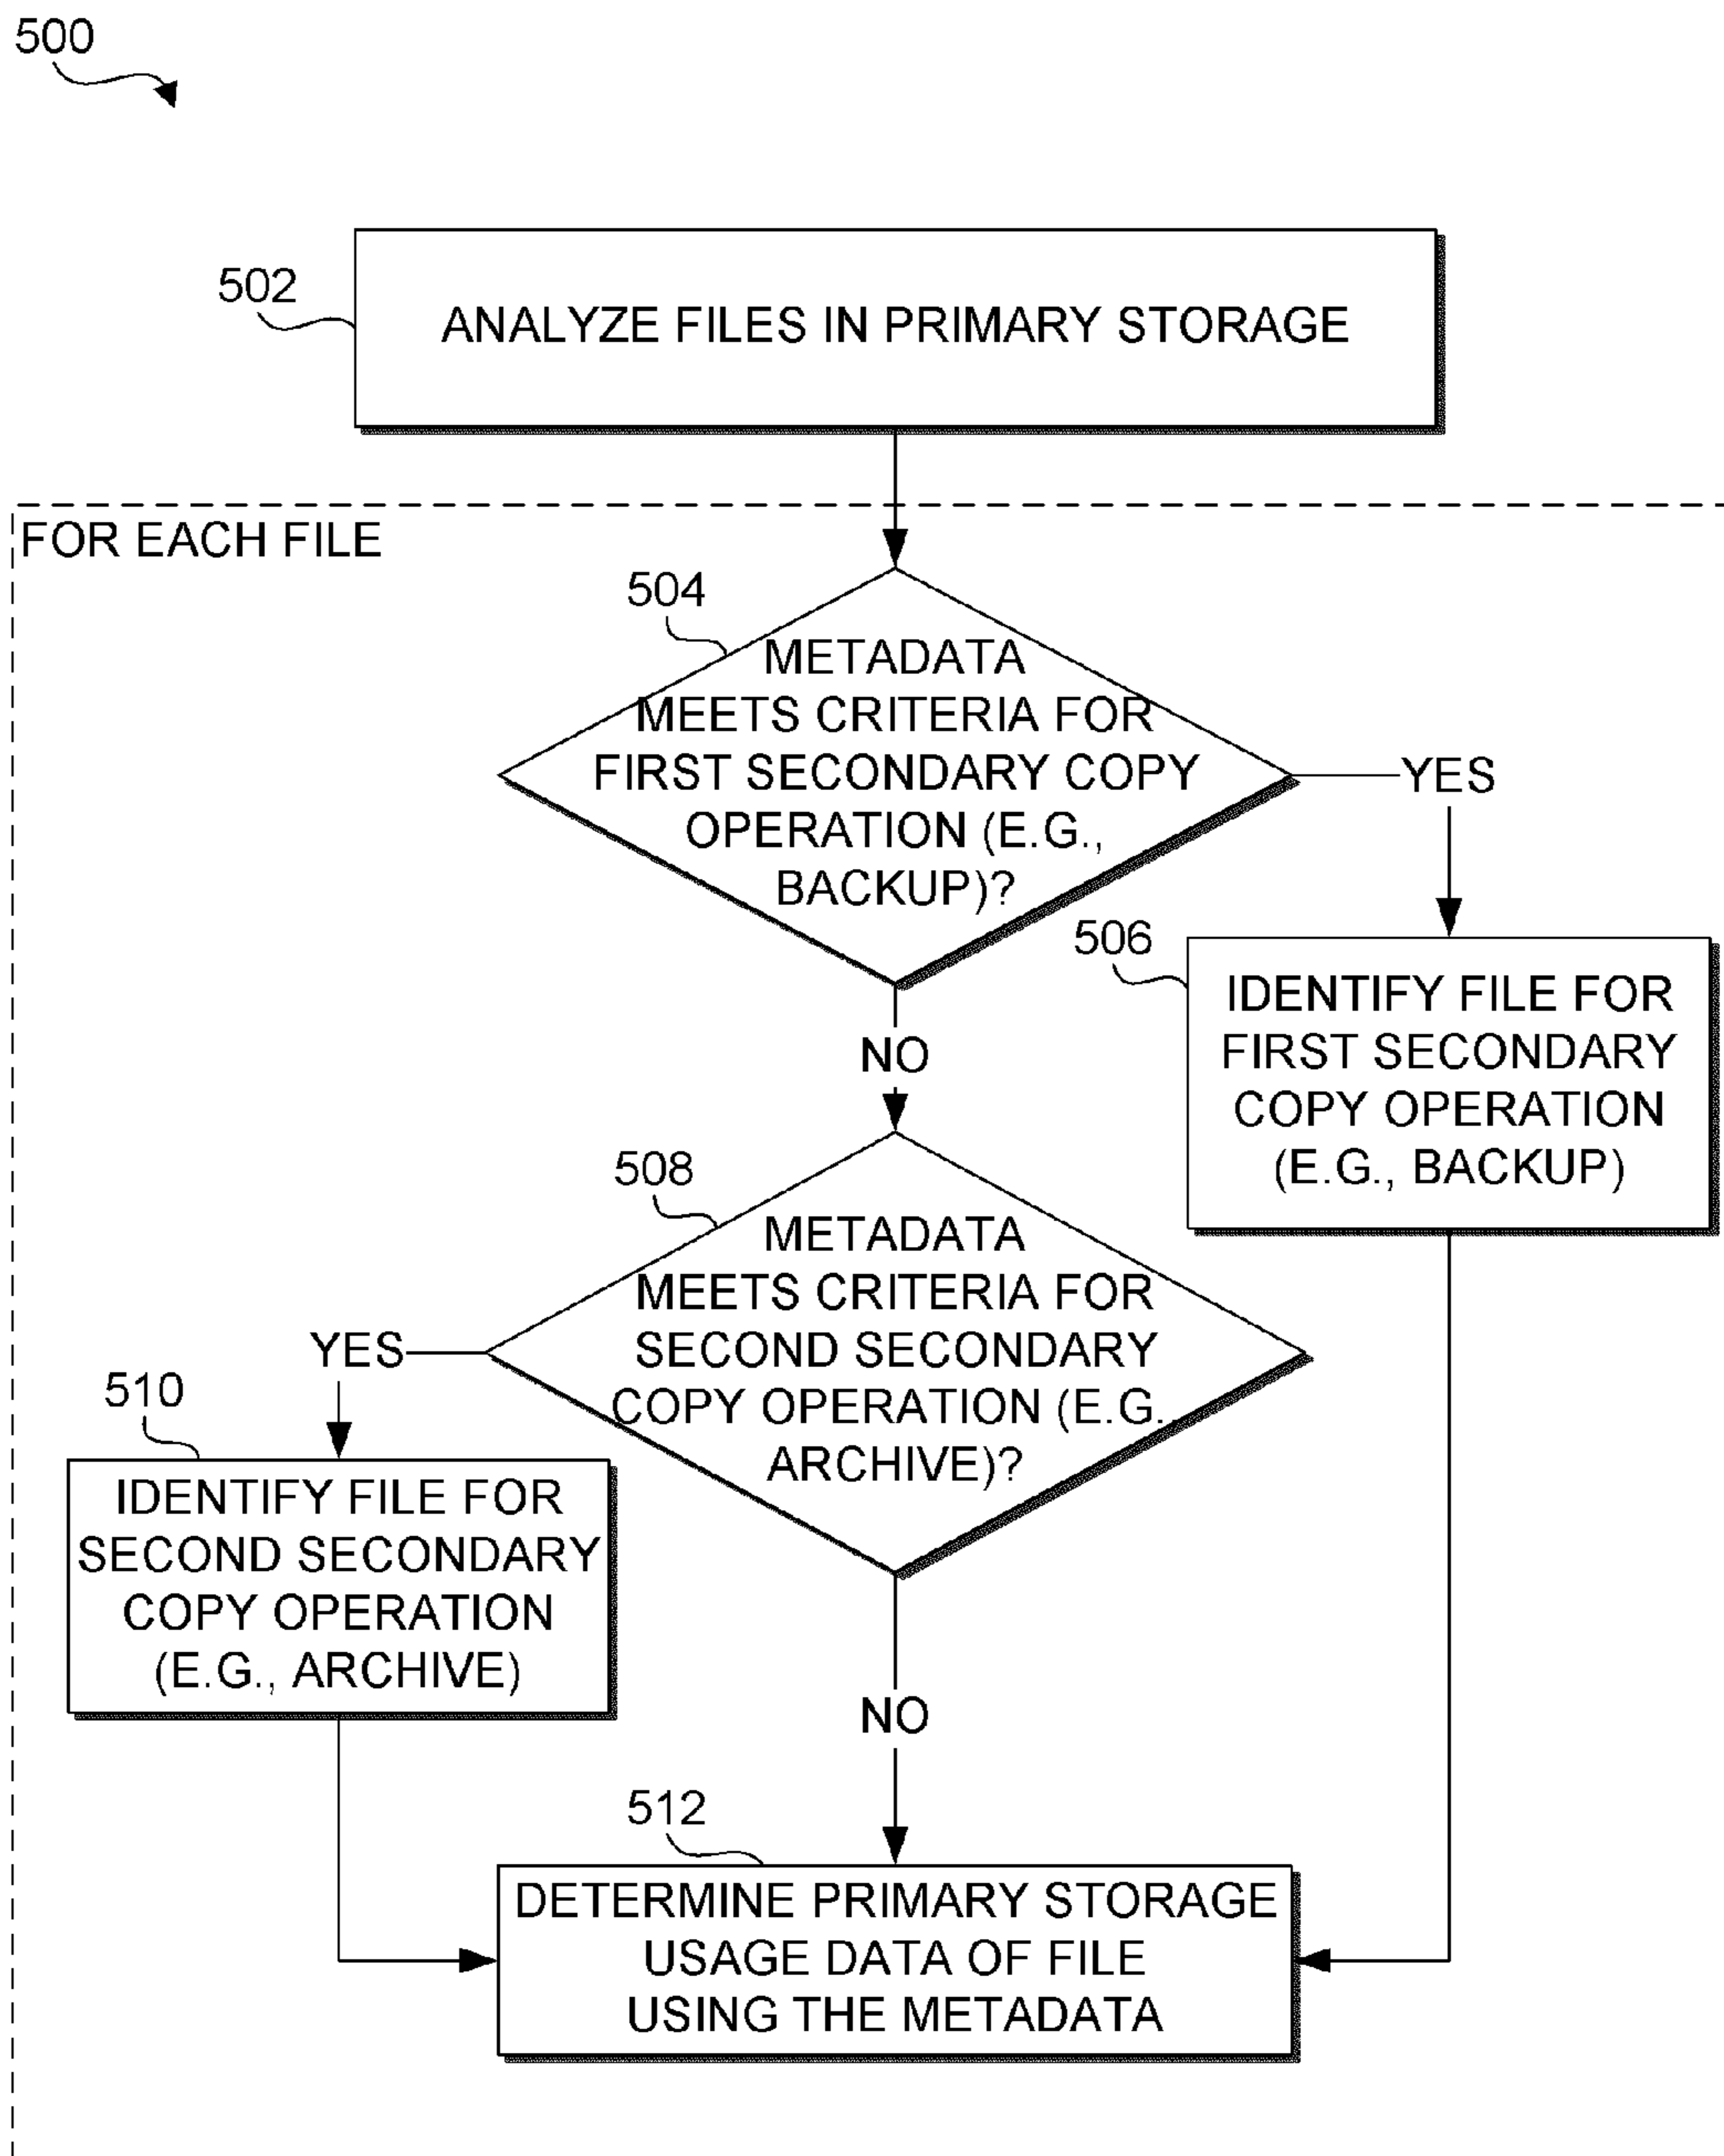 500
502
ANALYZE FILES IN PRIMARY STORAGE
FOR EACH FILE
504
METADATA
MEETS CRITERIA FOR
FIRST SECONDARY COPY
OPERATION (E.G.,
BACKUP)?
YES
506
IDENTIFY FILE FOR
FIRST SECONDARY
COPY OPERATION
(E.G., BACKUP)
NO
508
METADATA
MEETS CRITERIA FOR
SECOND SECONDARY
COPY OPERATION (E.G.,
ARCHIVE)?
YES
510
IDENTIFY FILE FOR
SECOND SECONDARY
COPY OPERATION
(E.G., ARCHIVE)
NO
512
DETERMINE PRIMARY STORAGE
USAGE DATA OF FILE
USING THE METADATA